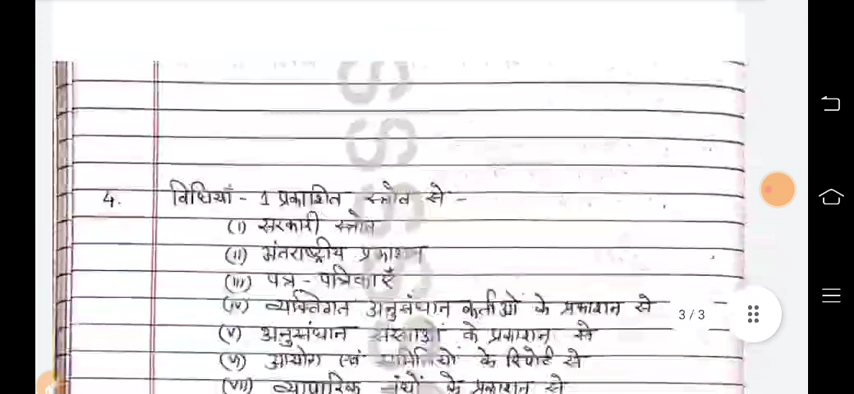 4. विधियाँ - 1 प्रकाशित स्त्रोत से -
(i) सरकारी स्त्रोत
(ii) अंतराष्ट्रीय प्रकाशन
(iii) पत्र - पत्रिकाएँ
(iv) व्यक्तिगत अनुसंधान कर्ताओं के प्रकाशन से
3 / 3
(v) अनुसंधान संस्थाओं के प्रकाशन से
(vi) आयोग एवं समितियों के रिपोर्ट से
(vii) व्यापारिक संघों के प्रकाशन से